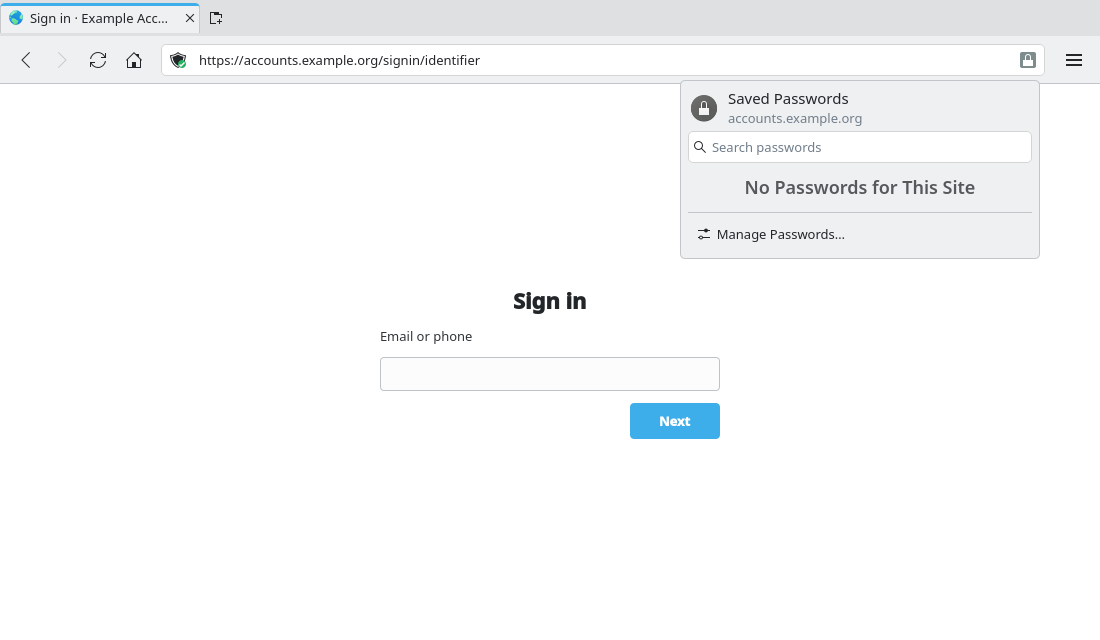 Sign in · Example Acc...
https://accounts.example.org/signin/identifier
Saved Passwords
accounts.example.org
Search passwords
No Passwords for This Site
Manage Passwords...
Sign in
Email or phone
Next